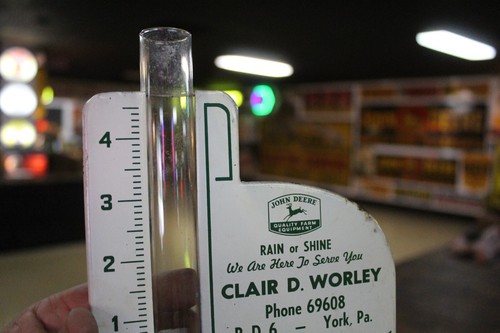 4
3
2
1
JOHN DEERE
QUALITY FARM
EQUIPMENT
RAIN OR SHINE
We Are Here To Serve You
CLAIR D. WORLEY
Phone 69608
R.D.6 — York, Pa.